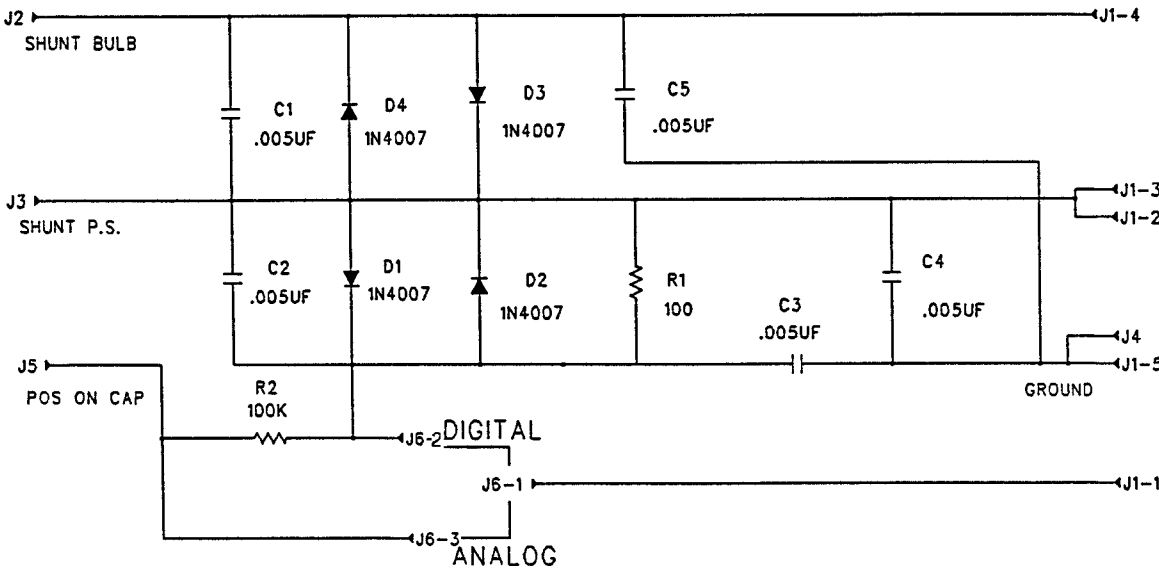 J2
J1-4
SHUNT BULB
C1
.005UF
D4
1N4007
D3
1N4007
C5
.005UF
J3
J1-3
J1-2
SHUNT P.S.
C2
.005UF
D1
1N4007
D2
1N4007
R1
100
C3
.005UF
C4
.005UF
J4
J5
J1-5
POS ON CAP
GROUND
R2
100K
J6-2
DIGITAL
J6-1
J1-1
J6-3
ANALOG